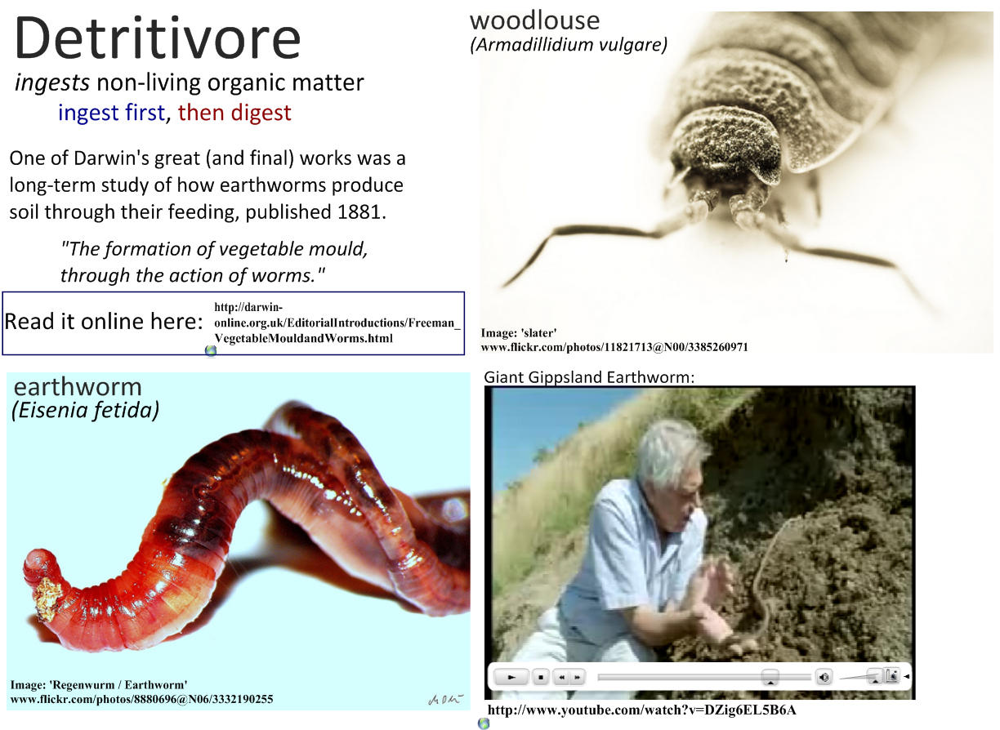 Detritivore
ingests non-living organic matter
ingest first, then digest
One of Darwin's great (and final) works was a
long-term study of how earthworms produce
soil through their feeding, published 1881.
"The formation of vegetable mould,
through the action of worms."
Read it online here:
http://darwin-
online.org.uk/EditorialIntroductions/Freeman_
VegetableMouldandWorms.html
woodlouse
(Armadillidium vulgare)
Image: 'slater'
www.flickr.com/photos/11821713@N00/3385260971
earthworm
(Eisenia fetida)
Image: 'Regenwurm / Earthworm'
www.flickr.com/photos/8880696@N06/3332190255
Giant Gippsland Earthworm:
http://www.youtube.com/watch?v=DZig6EL5B6A